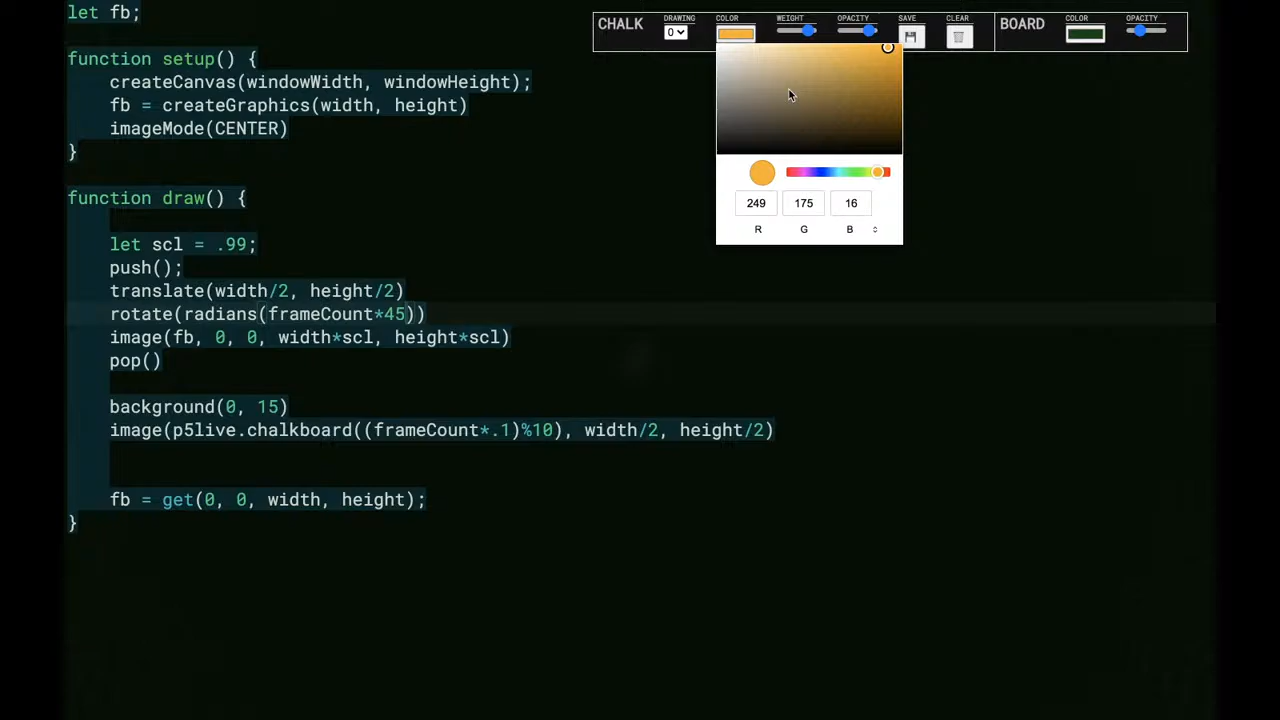 let fb;
CHALK DRAWING COLOR WEIGHT OPACITY SAVE CLEAR BOARD COLOR OPACITY
0
function setup() {
createCanvas(windowWidth, windowHeight);
fb = createGraphics(width, height)
imageMode(CENTER)
}
249 175 16
R G B
function draw() {
let scl = .99;
push();
translate(width/2, height/2)
rotate(radians(frameCount*45))
image(fb, 0, 0, width*scl, height*scl)
pop()
background(0, 15)
image(p5live.chalkboard((frameCount*.1)%10), width/2, height/2)
fb = get(0, 0, width, height);
}